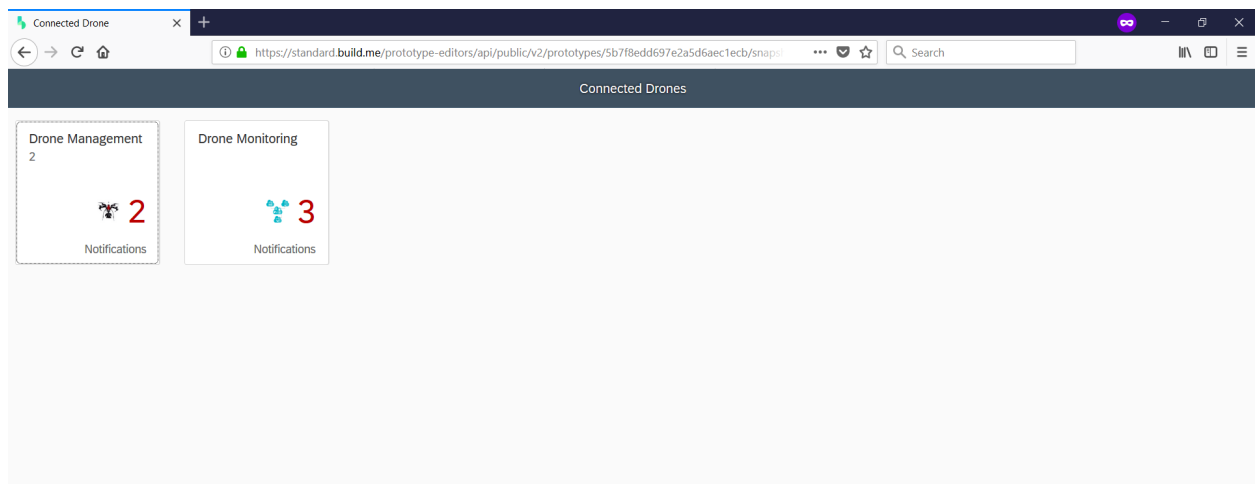 Connected Drone
https://standard.build.me/prototype-editors/api/public/v2/prototypes/5b7f8edd697e2a5d6aec1ecb/snaps
Search
Connected Drones
Drone Management
2
2
Notifications
Drone Monitoring
3
Notifications